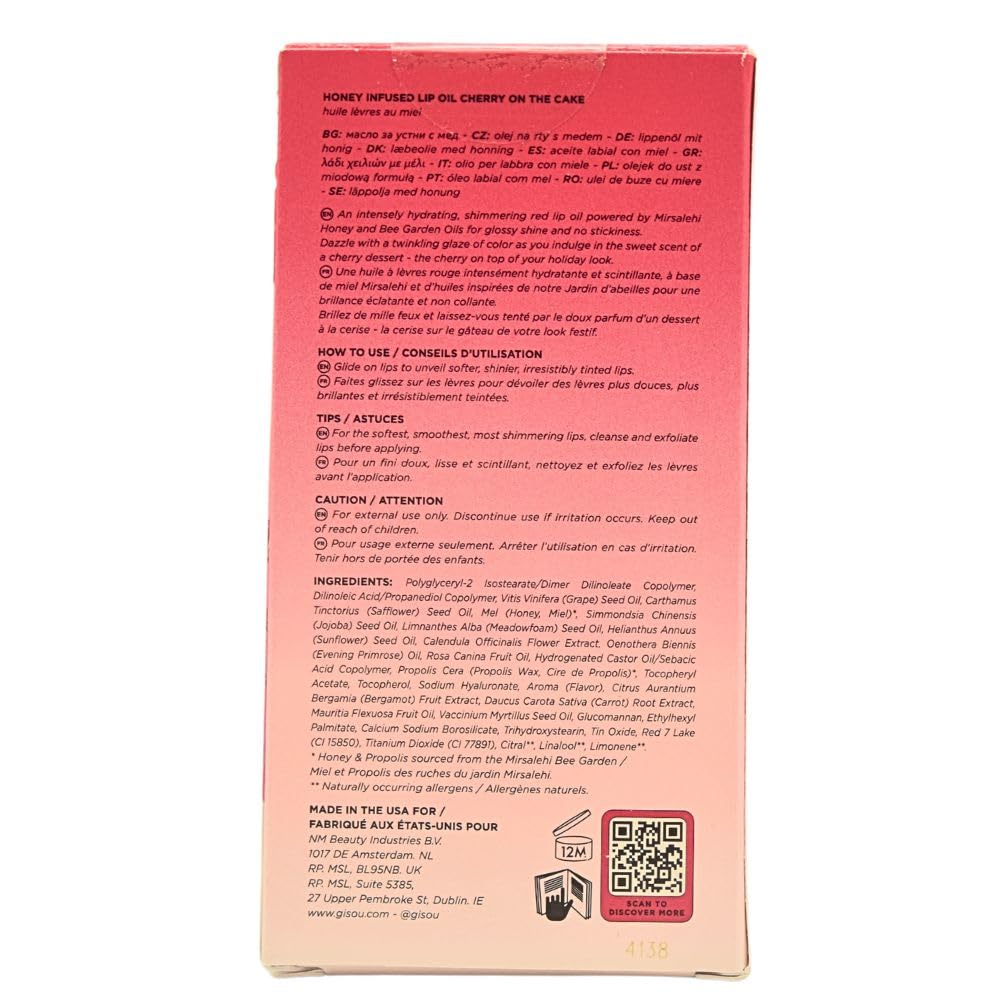 HONEY INFUSED LIP OIL CHERRY ON THE CAKE
huile lèvres au miel
BG: масло за устни с мед - CZ: olej na rty s medem - DE: lippenöl mit
honig - DK: læbeolie med honning - ES: aceite labial con miel - GR:
λάδι χειλιών με μέλι - IT: olio per labbra con miele - PL: olejek do ust z
miodową formułą - PT: óleo labial com mel - RO: ulei de buze cu miere
- SE: läppolja med honung
EN An intensely hydrating, shimmering red lip oil powered by Mirsalehi
Honey and Bee Garden Oils for glossy shine and no stickiness.
Dazzle with a twinkling glaze of color as you indulge in the sweet scent of
a cherry dessert - the cherry on top of your holiday look.
FR Une huile à lèvres rouge intensément hydratante et scintillante, à base
de miel Mirsalehi et d'huiles inspirées de notre Jardin d'abeilles pour une
brillance éclatante et non collante.
Brillez de mille feux et laissez-vous tenté par le doux parfum d'un dessert
à la cerise - la cerise sur le gâteau de votre look festif.
HOW TO USE / CONSEILS D'UTILISATION
EN Glide on lips to unveil softer, shinier, irresistibly tinted lips.
FR Faites glissez sur les lèvres pour dévoiler des lèvres plus douces, plus
brillantes et irrésistiblement teintées.
TIPS / ASTUCES
EN For the softest, smoothest, most shimmering lips, cleanse and exfoliate
lips before applying.
FR Pour un fini doux, lisse et scintillant, nettoyez et exfoliez les lèvres
avant l'application.
CAUTION / ATTENTION
EN For external use only. Discontinue use if irritation occurs. Keep out
of reach of children.
FR Pour usage externe seulement. Arrêter l'utilisation en cas d'irritation.
Tenir hors de portée des enfants.
INGREDIENTS: Polyglyceryl-2 Isostearate/Dimer Dilinoleate Copolymer,
Dilinoleic Acid/Propanediol Copolymer, Vitis Vinifera (Grape) Seed Oil, Carthamus
Tinctorius (Safflower) Seed Oil, Mel (Honey, Miel)*, Simmondsia Chinensis
(Jojoba) Seed Oil, Limnanthes Alba (Meadowfoam) Seed Oil, Helianthus Annuus
(Sunflower) Seed Oil, Calendula Officinalis Flower Extract, Oenothera Biennis
(Evening Primrose) Oil, Rosa Canina Fruit Oil, Hydrogenated Castor Oil/Sebacic
Acid Copolymer, Propolis Cera (Propolis Wax, Cire de Propolis)*, Tocopheryl
Acetate, Tocopherol, Sodium Hyaluronate, Aroma (Flavor), Citrus Aurantium
Bergamia (Bergamot) Fruit Extract, Daucus Carota Sativa (Carrot) Root Extract,
Mauritia Flexuosa Fruit Oil, Vaccinium Myrtillus Seed Oil, Glucomannan, Ethylhexyl
Palmitate, Calcium Sodium Borosilicate, Trihydroxystearin, Tin Oxide, Red 7 Lake
(CI 15850), Titanium Dioxide (CI 77891), Citral**, Linalool**, Limonene**.
* Honey & Propolis sourced from the Mirsalehi Bee Garden /
Miel et Propolis des ruches du jardin Mirsalehi.
** Naturally occurring allergens / Allergènes naturels.
MADE IN THE USA FOR /
FABRIQUÉ AUX ÉTATS-UNIS POUR
NM Beauty Industries B.V.
1017 DE Amsterdam. NL
RP. MSL, BL95NB. UK
RP. MSL, Suite 5385,
27 Upper Pembroke St, Dublin. IE
www.gisou.com - @gisou
12M
SCAN TO
DISCOVER MORE
4138